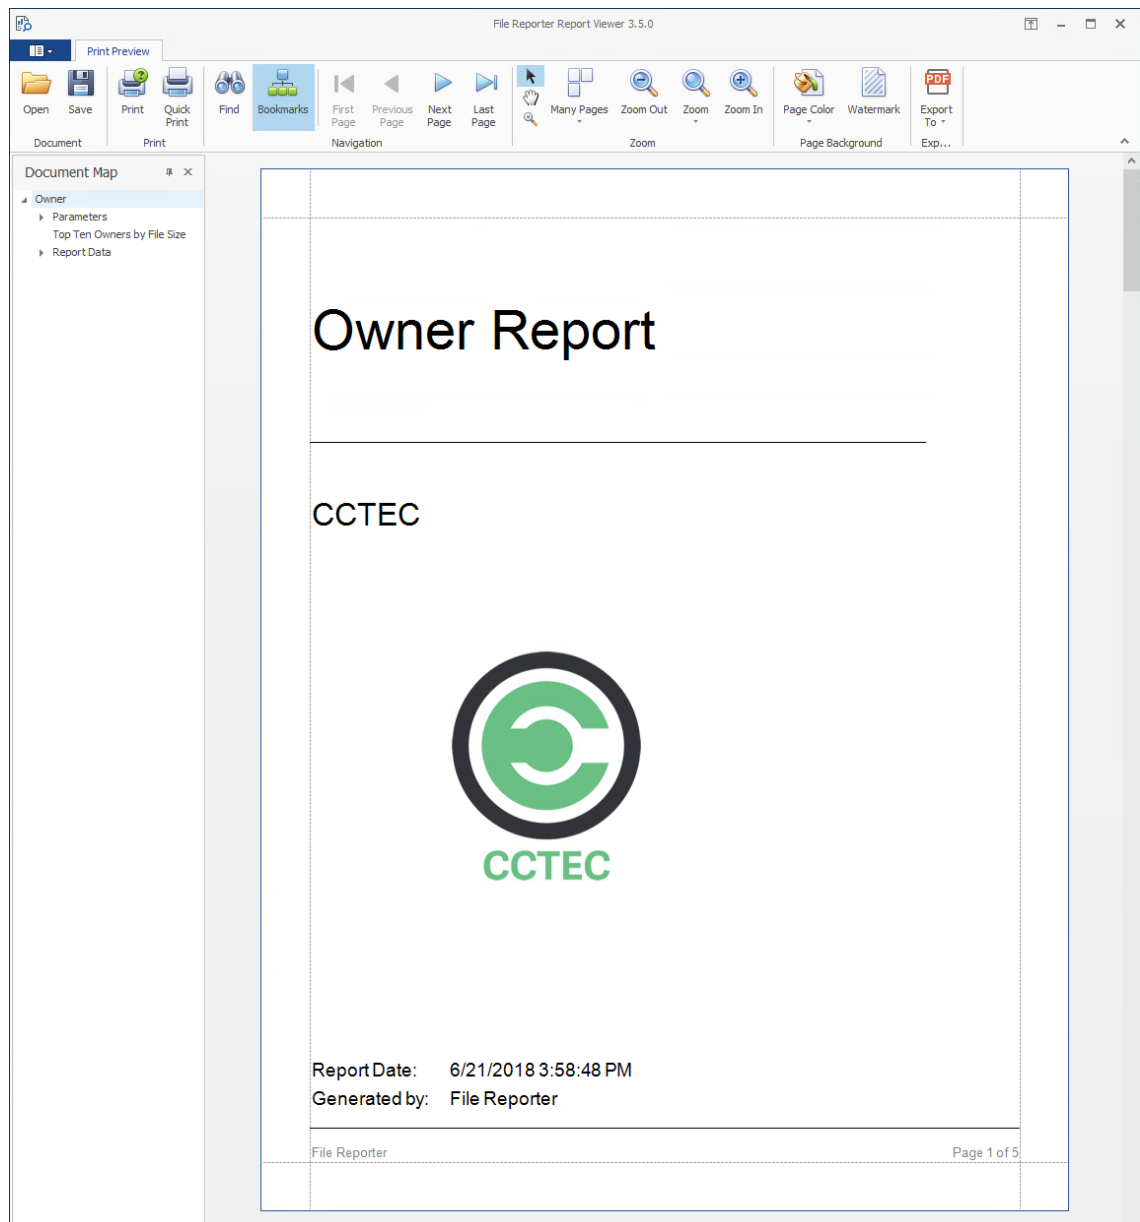 File Reporter Report Viewer 3.5.0
Print Preview
Open
Save
Print
Quick Print
Find
Bookmarks
First Page
Previous Page
Next Page
Last Page
Many Pages
Zoom Out
Zoom
Zoom In
Page Color
Watermark
PDF
Export To
Document
Print
Navigation
Zoom
Page Background
Exp...
Document Map
Owner
Parameters
Top Ten Owners by File Size
Report Data
Owner Report
CCTEC
CCTEC
Report Date: 6/21/2018 3:58:48 PM
Generated by: File Reporter
File Reporter Page 1 of 5